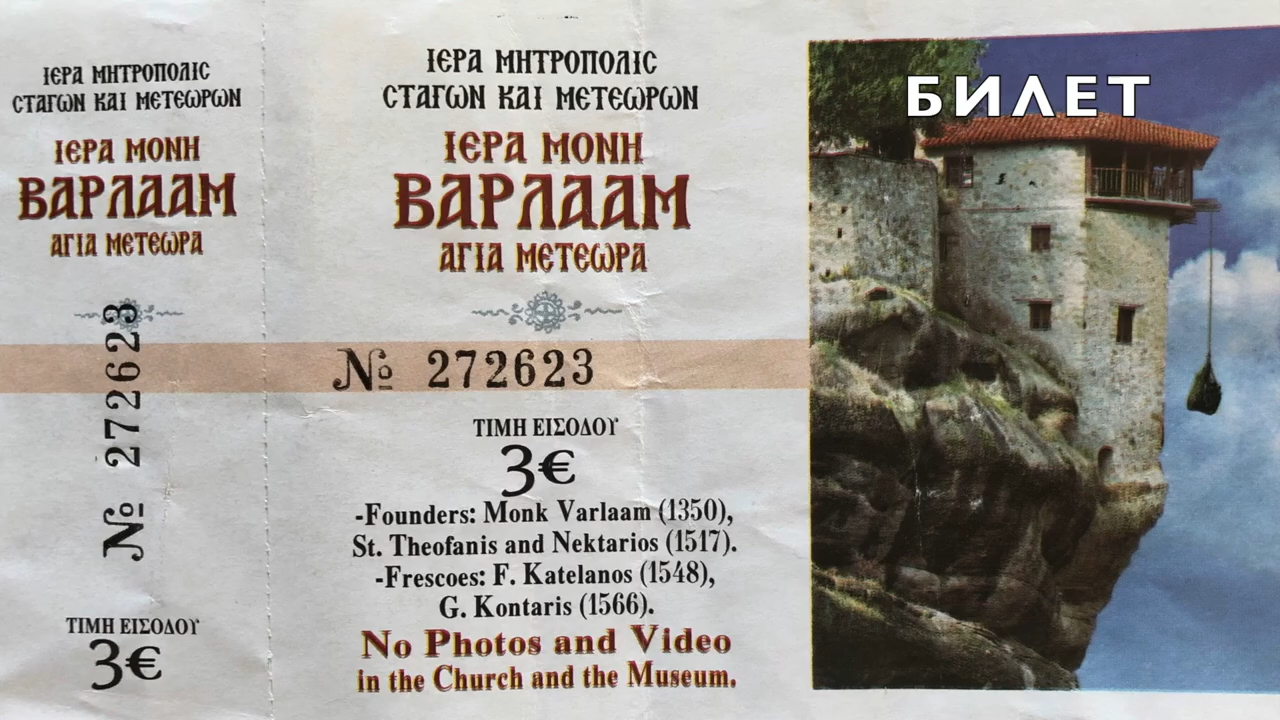 ΙΕΡΑ ΜΗΤΡΟΠΟΛΙΣ
ΣΤΑΓΩΝ ΚΑΙ ΜΕΤΕΩΡΩΝ
ΙΕΡΑ ΜΟΝΗ
ΒΑΡΛΑΑΜ
ΑΓΙΑ ΜΕΤΕΩΡΑ
№ 272623
ΤΙΜΗ ΕΙΣΟΔΟΥ
3€
ΙΕΡΑ ΜΗΤΡΟΠΟΛΙΣ
ΣΤΑΓΩΝ ΚΑΙ ΜΕΤΕΩΡΩΝ
ΙΕΡΑ ΜΟΝΗ
ΒΑΡΛΑΑΜ
ΑΓΙΑ ΜΕΤΕΩΡΑ
№ 272623
ΤΙΜΗ ΕΙΣΟΔΟΥ
3€
-Founders: Monk Varlaam (1350),
St. Theofanis and Nektarios (1517).
-Frescoes: F. Katelanos (1548),
G. Kontaris (1566).
No Photos and Video
in the Church and the Museum.
БИЛЕТ